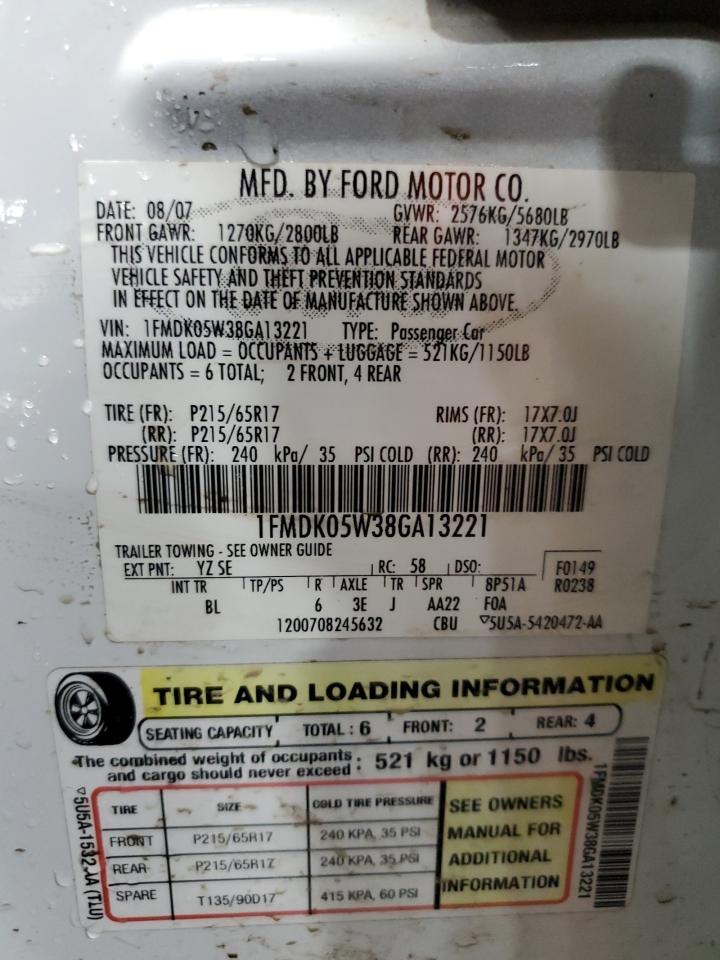 MFD. BY FORD MOTOR CO.
DATE: 08/07 GVWR: 2576KG/5680LB
FRONT GAWR: 1270KG/2800LB REAR GAWR: 1347KG/2970LB
THIS VEHICLE CONFORMS TO ALL APPLICABLE FEDERAL MOTOR
VEHICLE SAFETY AND THEFT PREVENTION STANDARDS
IN EFFECT ON THE DATE OF MANUFACTURE SHOWN ABOVE.
VIN: 1FMDK05W38GA13221 TYPE: Passenger Car
MAXIMUM LOAD = OCCUPANTS + LUGGAGE = 521KG/1150LB
OCCUPANTS = 6 TOTAL; 2 FRONT, 4 REAR
TIRE (FR): P215/65R17 RIMS (FR): 17X7.0J
(RR): P215/65R17 (RR): 17X7.0J
PRESSURE (FR): 240 kPa/ 35 PSI COLD (RR): 240 kPa/ 35 PSI COLD
1FMDK05W38GA13221
TRAILER TOWING - SEE OWNER GUIDE
EXT PNT: YZ SE RC: 58 DSO: F0149
INT TR TP/PS R AXLE TR SPR 8P51A R0238
BL 6 3E J AA22 F0A
1200708245632 CBU 5U5A-5420472-AA
TIRE AND LOADING INFORMATION
SEATING CAPACITY TOTAL : 6 FRONT: 2 REAR: 4
The combined weight of occupants
and cargo should never exceed : 521 kg or 1150 lbs.
TIRE SIZE COLD TIRE PRESSURE
FRONT P215/65R17 240 KPA, 35 PSI
REAR P215/65R17 240 KPA, 35 PSI
SPARE T135/90D17 415 KPA, 60 PSI
SEE OWNERS
MANUAL FOR
ADDITIONAL
INFORMATION
1FMDK05W38GA13221